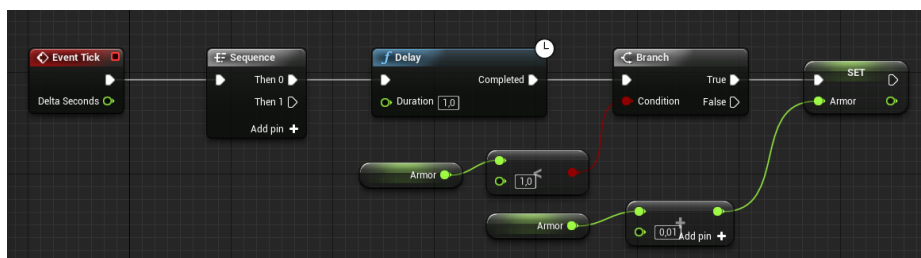 Event Tick
Delta Seconds
Sequence
Then 0
Then 1
Add pin +
f Delay
Completed
Duration 1,0
Branch
True
Condition
False
SET
Armor
Armor
1,0 <
Armor
+
0,01 Add pin +